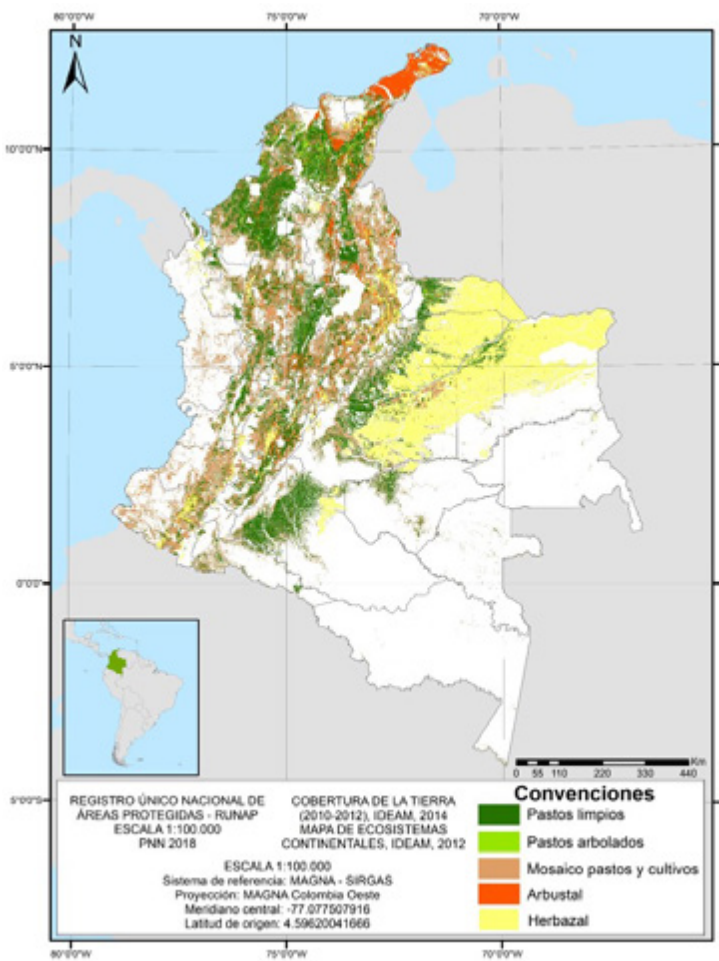 80°0'0"W 75°0'0"W 70°0'0"W
N
10°0'0"N
5°0'0"N
0°0'0"
5°0'0"S
Km
0 55 110 220 330 440
REGISTRO ÚNICO NACIONAL DE
ÁREAS PROTEGIDAS - RUNAP
ESCALA 1:100.000
PNN 2018
COBERTURA DE LA TIERRA
(2010-2012), IDEAM, 2014
MAPA DE ECOSISTEMAS
CONTINENTALES, IDEAM, 2012
ESCALA 1:100.000
Sistema de referencia: MAGNA - SIRGAS
Proyección: MAGNA Colombia Oeste
Meridiano central: -77.077507916
Latitud de origen: 4.59620041666
Convenciones
Pastos limpios
Pastos arbolados
Mosaico pastos y cultivos
Arbustal
Herbazal
80°0'0"W 75°0'0"W 70°0'0"W